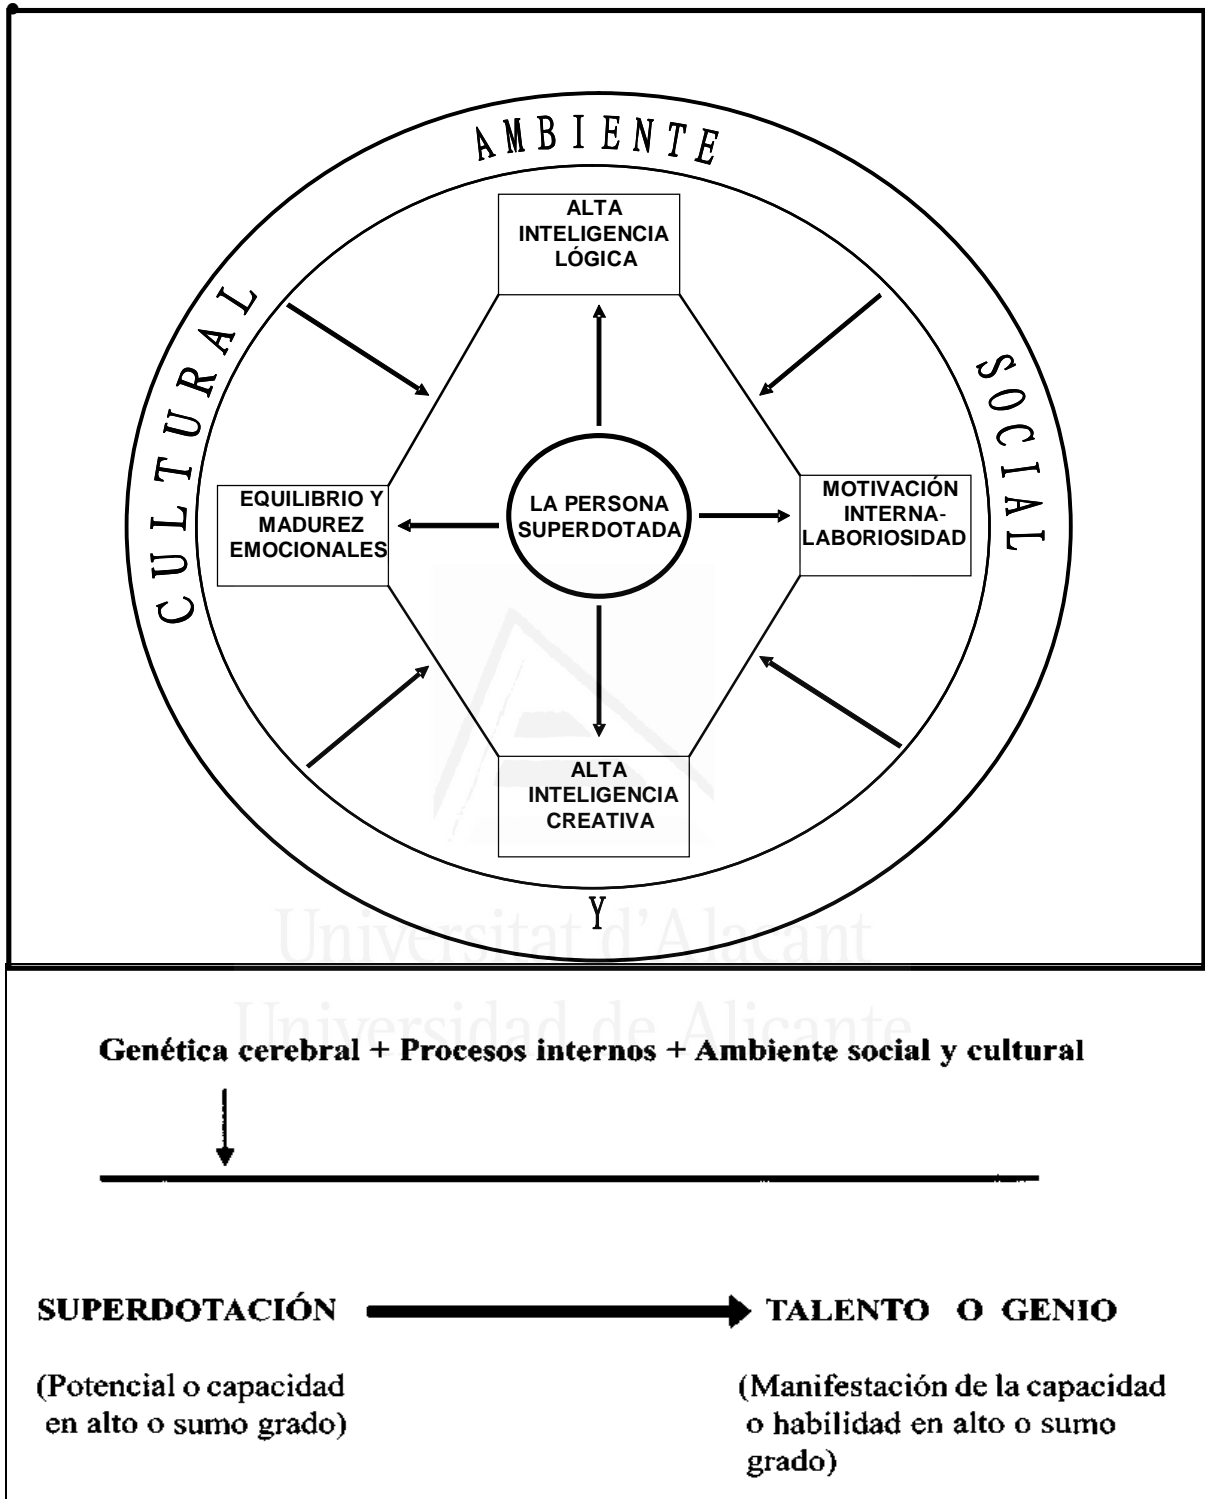 AMBIENTE
SOCIAL
Y
CULTURAL
ALTA
INTELIGENCIA
LÓGICA
EQUILIBRIO Y
MADUREZ
EMOCIONALES
LA PERSONA
SUPERDOTADA
MOTIVACIÓN
INTERNA-
LABORIOSIDAD
ALTA
INTELIGENCIA
CREATIVA
Universitat d'Alacant
Universidad de Alicante
Genética cerebral + Procesos internos + Ambiente social y cultural
SUPERDOTACIÓN
(Potencial o capacidad
en alto o sumo grado)
TALENTO O GENIO
(Manifestación de la capacidad
o habilidad en alto o sumo
grado)